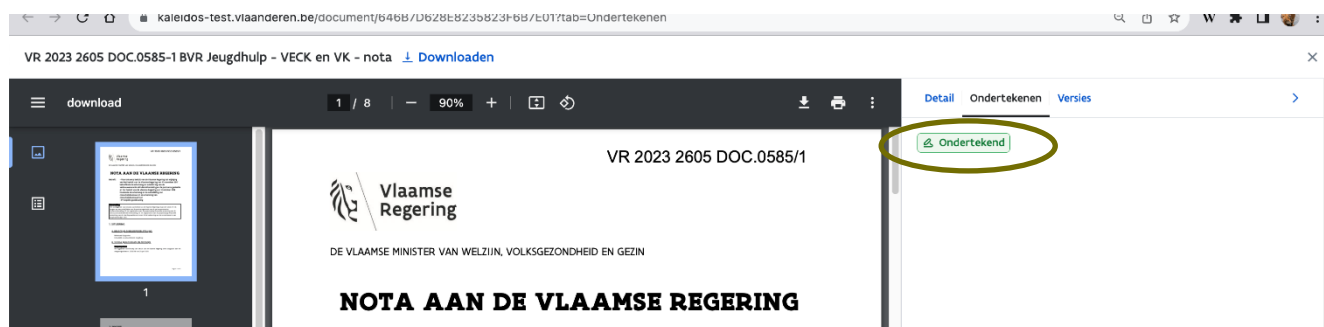 kaleidos-test.vlaanderen.be/document/646B7D628E8235823F6B7E01?tab=Ondertekenen
W
VR 2023 2605 DOC.0585-1 BVR Jeugdhulp - VECK en VK - nota Downloaden
download
1 / 8
90%
Detail Ondertekenen Versies
Ondertekend
1
VR 2023 2605 DOC.0585/1
Vlaamse
Regering
DE VLAAMSE MINISTER VAN WELZIJN, VOLKSGEZONDHEID EN GEZIN
NOTA AAN DE VLAAMSE REGERING